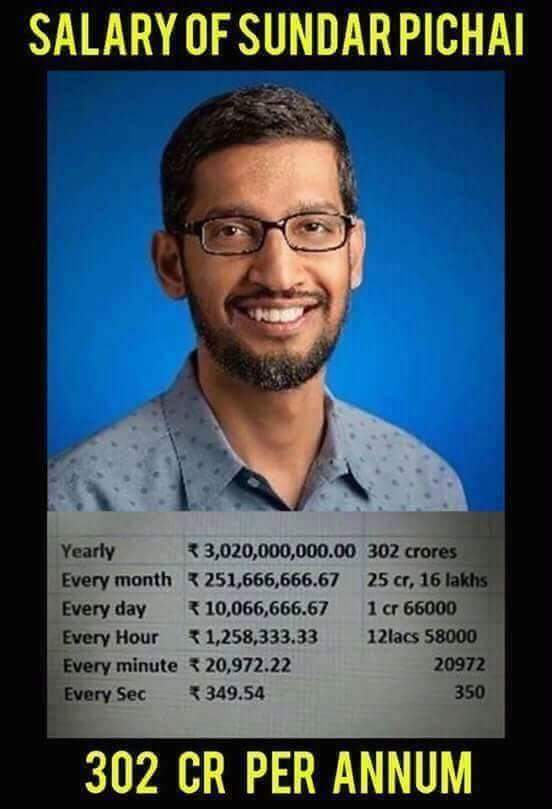 SALARY OF SUNDAR PICHAI
Yearly ₹ 3,020,000,000.00 302 crores
Every month ₹ 251,666,666.67 25 cr, 16 lakhs
Every day ₹ 10,066,666.67 1 cr 66000
Every Hour ₹ 1,258,333.33 12lacs 58000
Every minute ₹ 20,972.22 20972
Every Sec ₹ 349.54 350
302 CR PER ANNUM